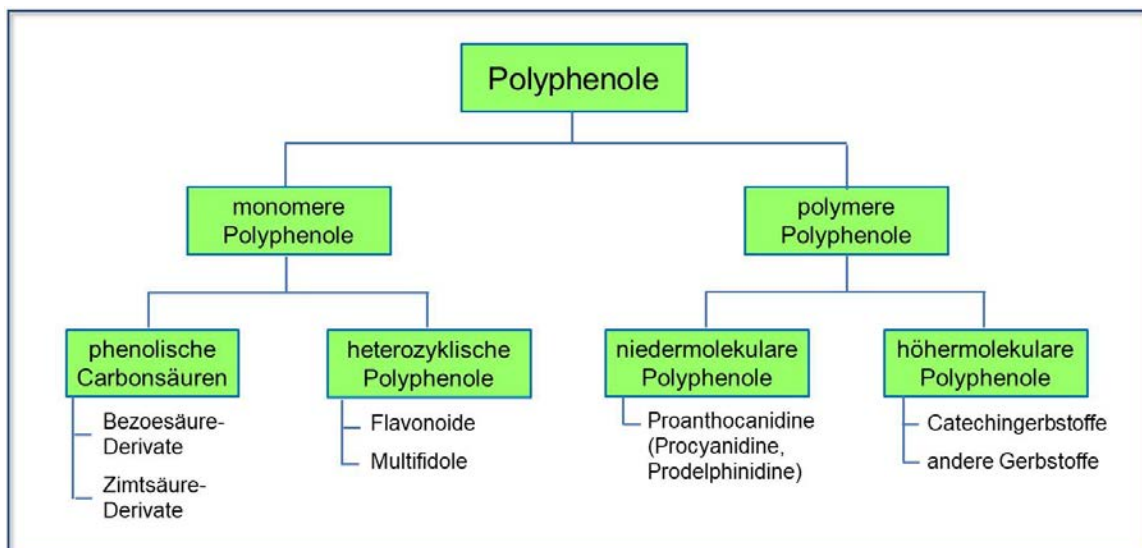 Polyphenole
monomere
Polyphenole
polymere
Polyphenole
phenolische
Carbonsäuren
heterozyklische
Polyphenole
niedermolekulare
Polyphenole
höhermolekulare
Polyphenole
Bezoesäure-
Derivate
Zimtsäure-
Derivate
Flavonoide
Multifidole
Proanthocanidine
(Procyanidine,
Prodelphinidine)
Catechingerbstoffe
andere Gerbstoffe